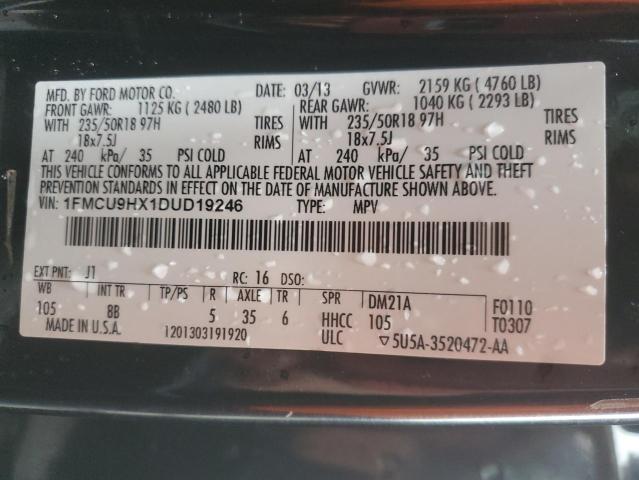 MFD. BY FORD MOTOR CO. 03/13 GVWR: 2159 KG ( 4760 LB)
FRONT GAWR: 1125 KG ( 2480 LB) REAR GAWR: 1040 KG ( 2293 LB)
WITH 235/50R18 97H TIRES WITH 235/50R18 97H TIRES
18x7.5J RIMS 18x7.5J RIMS
AT 240 kPa/ 35 PSI COLD AT 240 kPa/ 35 PSI COLD
THIS VEHICLE CONFORMS TO ALL APPLICABLE FEDERAL MOTOR VEHICLE SAFETY AND THEFT
PREVENTION STANDARDS IN EFFECT ON THE DATE OF MANUFACTURE SHOWN ABOVE.
VIN: 1FMCU9HX1DUD19246 TYPE: MPV
EXT PNT: J1 RC: 16 DSO:
WB INT TR TP/PS R AXLE TR SPR DM21A F0110
105 8B 5 35 6 HHCC 105 T0307
MADE IN U.S.A. 1201303191920 ULC ▽5U5A-3520472-AA